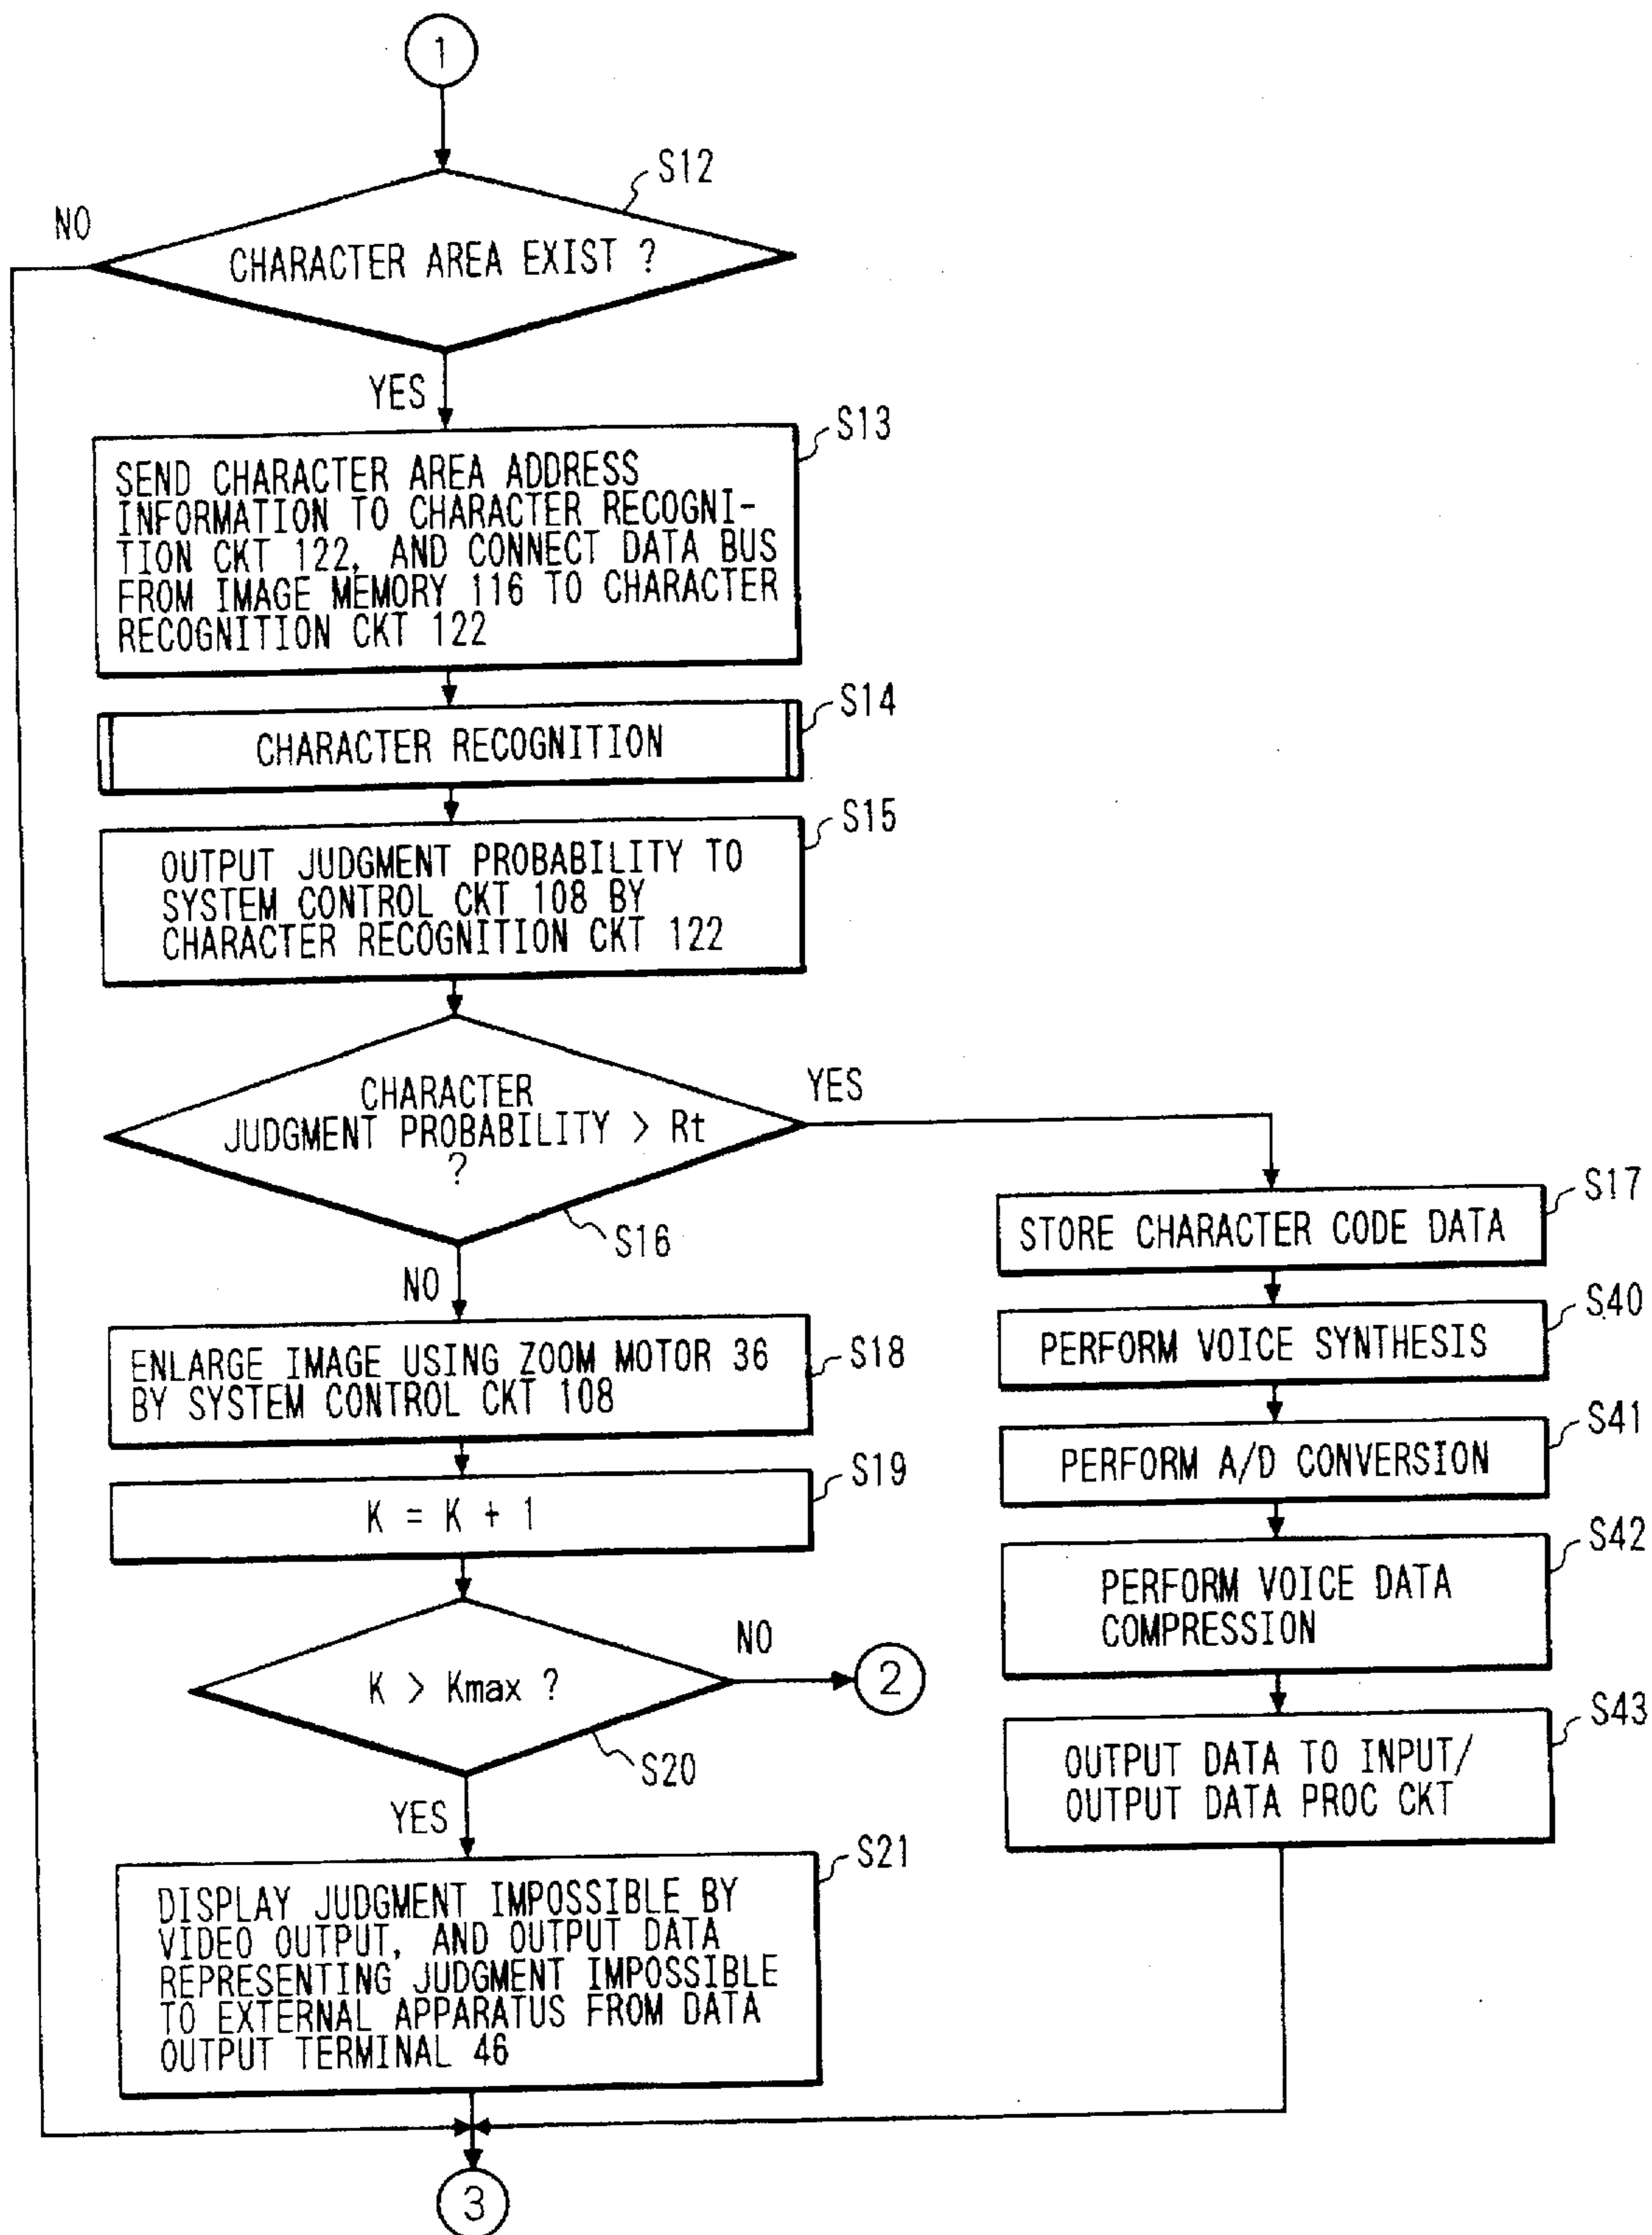 1
S12
NO
CHARACTER AREA EXIST ?
YES
S13
SEND CHARACTER AREA ADDRESS
INFORMATION TO CHARACTER RECOGNI-
TION CKT 122, AND CONNECT DATA BUS
FROM IMAGE MEMORY 116 TO CHARACTER
RECOGNITION CKT 122
S14
CHARACTER RECOGNITION
S15
OUTPUT JUDGMENT PROBABILITY TO
SYSTEM CONTROL CKT 108 BY
CHARACTER RECOGNITION CKT 122
CHARACTER
JUDGMENT PROBABILITY > Rt
?
YES
S16
NO
S17
STORE CHARACTER CODE DATA
S40
PERFORM VOICE SYNTHESIS
S41
PERFORM A/D CONVERSION
S42
PERFORM VOICE DATA
COMPRESSION
S43
OUTPUT DATA TO INPUT/
OUTPUT DATA PROC CKT
S18
ENLARGE IMAGE USING ZOOM MOTOR 36
BY SYSTEM CONTROL CKT 108
S19
K = K + 1
K > Kmax ?
NO
2
S20
YES
S21
DISPLAY JUDGMENT IMPOSSIBLE BY
VIDEO OUTPUT, AND OUTPUT DATA
REPRESENTING JUDGMENT IMPOSSIBLE
TO EXTERNAL APPARATUS FROM DATA
OUTPUT TERMINAL 46
3